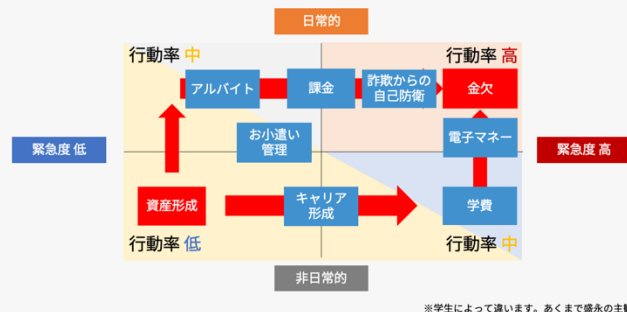 日常的
行動率 中
行動率 高
アルバイト
課金
詐欺からの
自己防衛
金欠
お小遣い
管理
電子マネー
緊急度 低
緊急度 高
資産形成
キャリア
形成
学費
行動率 低
行動率 中
非日常的
※学生によって違います。あくまで盛永の主観